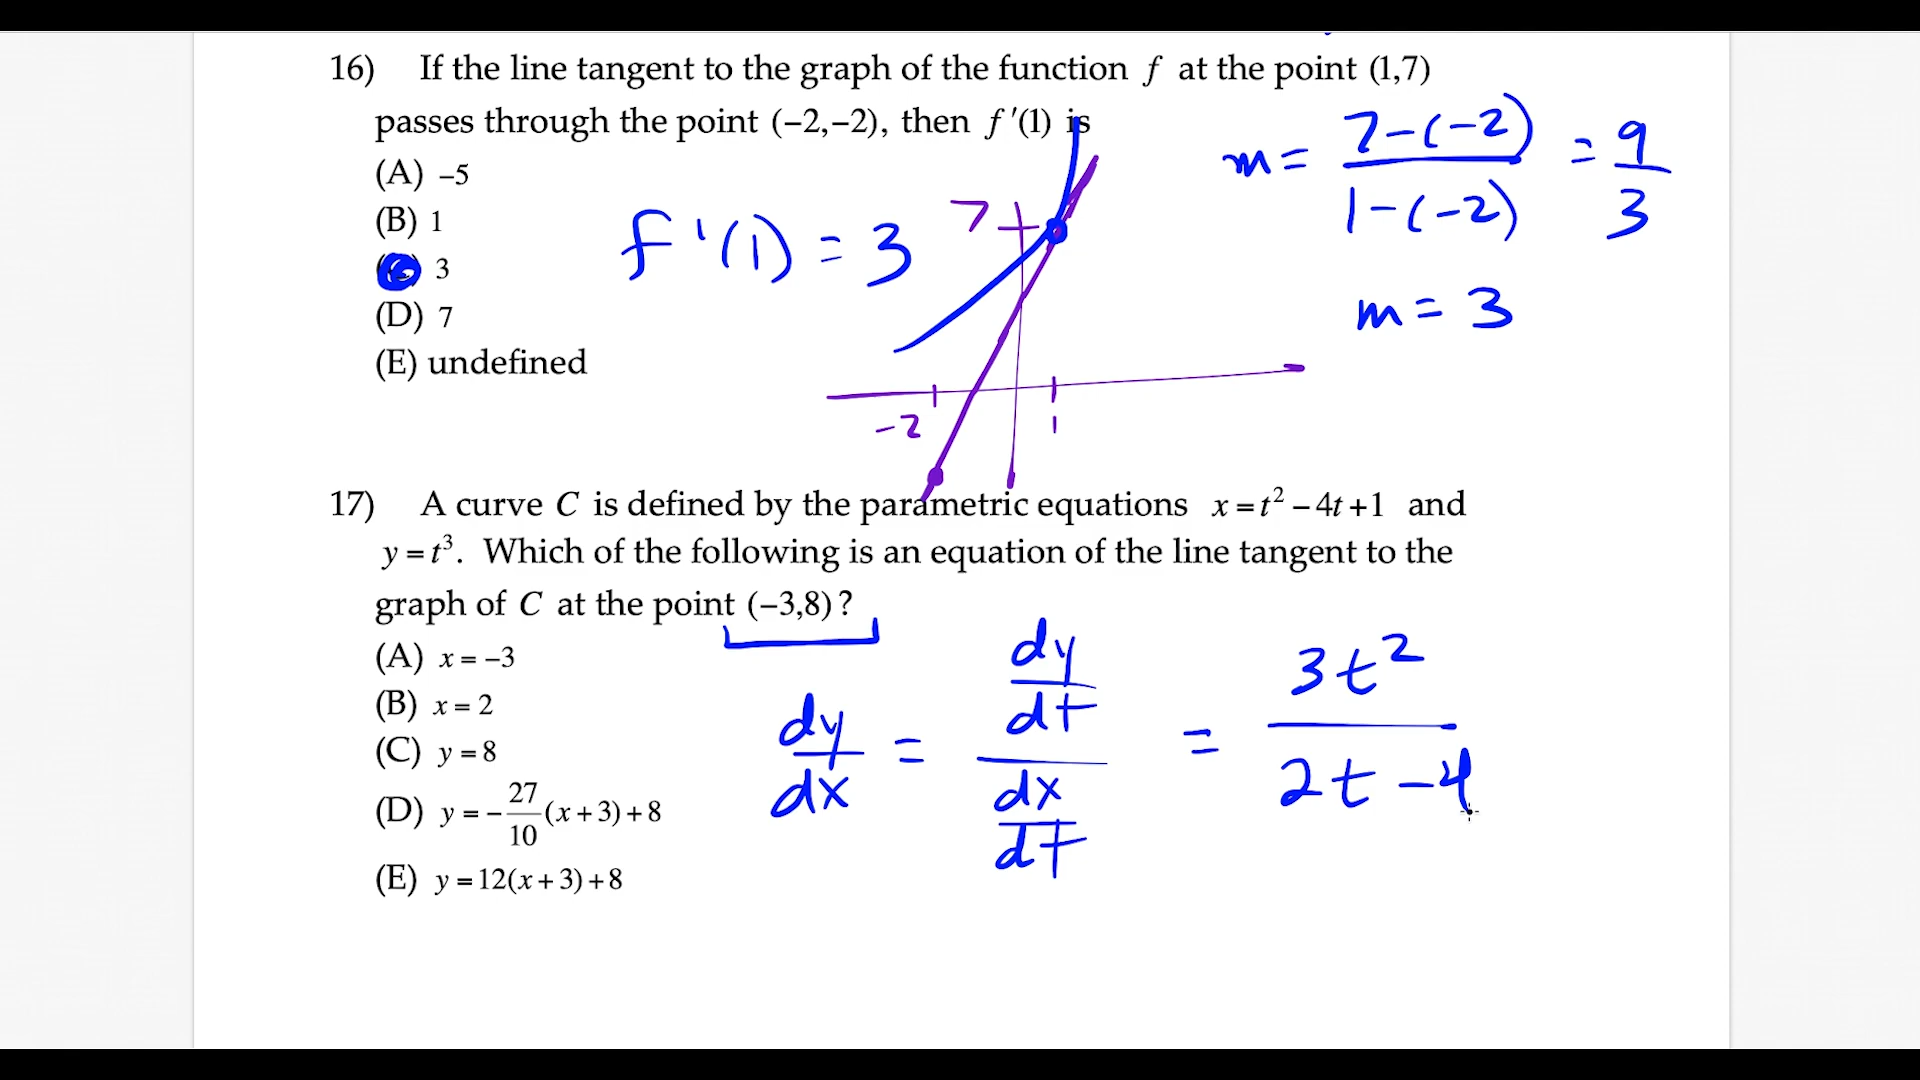 16) If the line tangent to the graph of the function f at the point (1,7)
passes through the point (−2,−2), then f ′(1) is
(A) −5
(B) 1
3
(D) 7
(E) undefined
f '(1) = 3
7
-2
1
m = 7-(-2) / 1-(-2) = 9/3
m = 3
17) A curve C is defined by the parametric equations x = t² − 4t + 1 and
y = t³. Which of the following is an equation of the line tangent to the
graph of C at the point (−3,8)?
(A) x = −3
(B) x = 2
(C) y = 8
(D) y = −27/10 (x + 3) + 8
(E) y = 12(x + 3) + 8
dy/dx = dy/dt / dx/dt = 3t² / 2t - 4